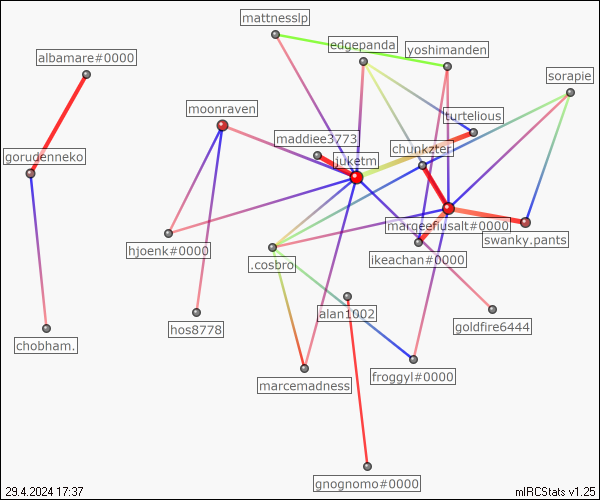 mattnesslp
edgepanda
yoshimanden
albamare#0000
sorapie
moonraven
turtelious
maddiee3773
chunkzter
gorudenneko
juketm
marqeefiusalt#0000
swanky.pants
hjoenk#0000
ikeachan#0000
.cosbro
alan1002
goldfire6444
hos8778
chobham.
froggyl#0000
marcemadness
gnognomo#0000
29.4.2024 17:37
mIRCStats v1.25